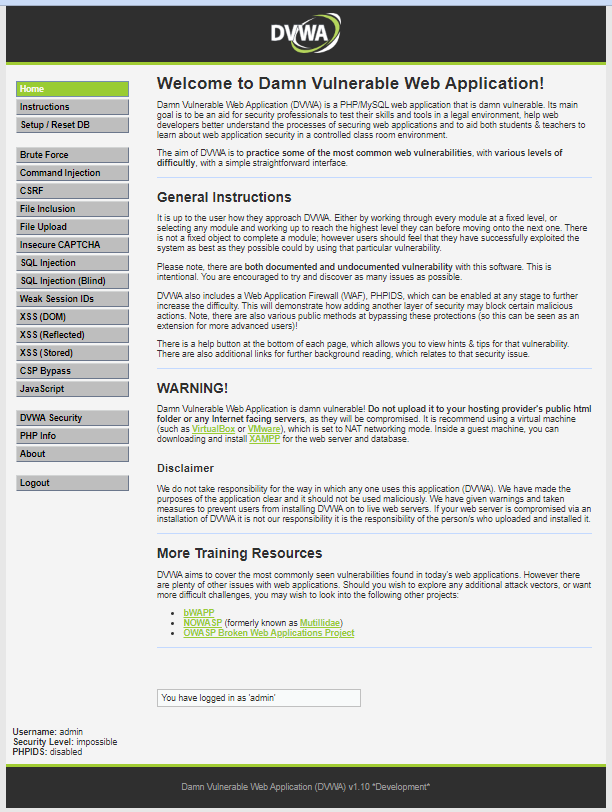 DVWA
Home
Instructions
Setup / Reset DB
Brute Force
Command Injection
CSRF
File Inclusion
File Upload
Insecure CAPTCHA
SQL Injection
SQL Injection (Blind)
Weak Session IDs
XSS (DOM)
XSS (Reflected)
XSS (Stored)
CSP Bypass
JavaScript
DVWA Security
PHP Info
About
Logout
Welcome to Damn Vulnerable Web Application!
Damn Vulnerable Web Application (DVWA) is a PHP/MySQL web application that is damn vulnerable. Its main
goal is to be an aid for security professionals to test their skills and tools in a legal environment, help web
developers better understand the processes of securing web applications and to aid both students & teachers to
learn about web application security in a controlled class room environment.
The aim of DVWA is to practice some of the most common web vulnerabilities, with various levels of
difficultly, with a simple straightforward interface.
General Instructions
It is up to the user how they approach DVWA. Either by working through every module at a fixed level, or
selecting any module and working up to reach the highest level they can before moving onto the next one. There
is not a fixed object to complete a module; however users should feel that they have successfully exploited the
system as best as they possible could by using that particular vulnerability.
Please note, there are both documented and undocumented vulnerability with this software. This is
intentional. You are encouraged to try and discover as many issues as possible.
DVWA also includes a Web Application Firewall (WAF), PHPIDS, which can be enabled at any stage to further
increase the difficulty. This will demonstrate how adding another layer of security may block certain malicious
actions. Note, there are also various public methods at bypassing these protections (so this can be seen as an
extension for more advanced users)!
There is a help button at the bottom of each page, which allows you to view hints & tips for that vulnerability.
There are also additional links for further background reading, which relates to that security issue.
WARNING!
Damn Vulnerable Web Application is damn vulnerable! Do not upload it to your hosting provider's public html
folder or any Internet facing servers, as they will be compromised. It is recommend using a virtual machine
(such as VirtualBox or VMware), which is set to NAT networking mode. Inside a guest machine, you can
downloading and install XAMPP for the web server and database.
Disclaimer
We do not take responsibility for the way in which any one uses this application (DVWA). We have made the
purposes of the application clear and it should not be used maliciously. We have given warnings and taken
measures to prevent users from installing DVWA on to live web servers. If your web server is compromised via an
installation of DVWA it is not our responsibility it is the responsibility of the person/s who uploaded and installed it.
More Training Resources
DVWA aims to cover the most commonly seen vulnerabilities found in today's web applications. However there
are plenty of other issues with web applications. Should you wish to explore any additional attack vectors, or want
more difficult challenges, you may wish to look into the following other projects:
• bWAPP
• NOWASP (formerly known as Mutillidae)
• OWASP Broken Web Applications Project
You have logged in as 'admin'
Username: admin
Security Level: impossible
PHPIDS: disabled
Damn Vulnerable Web Application (DVWA) v1.10 *Development*